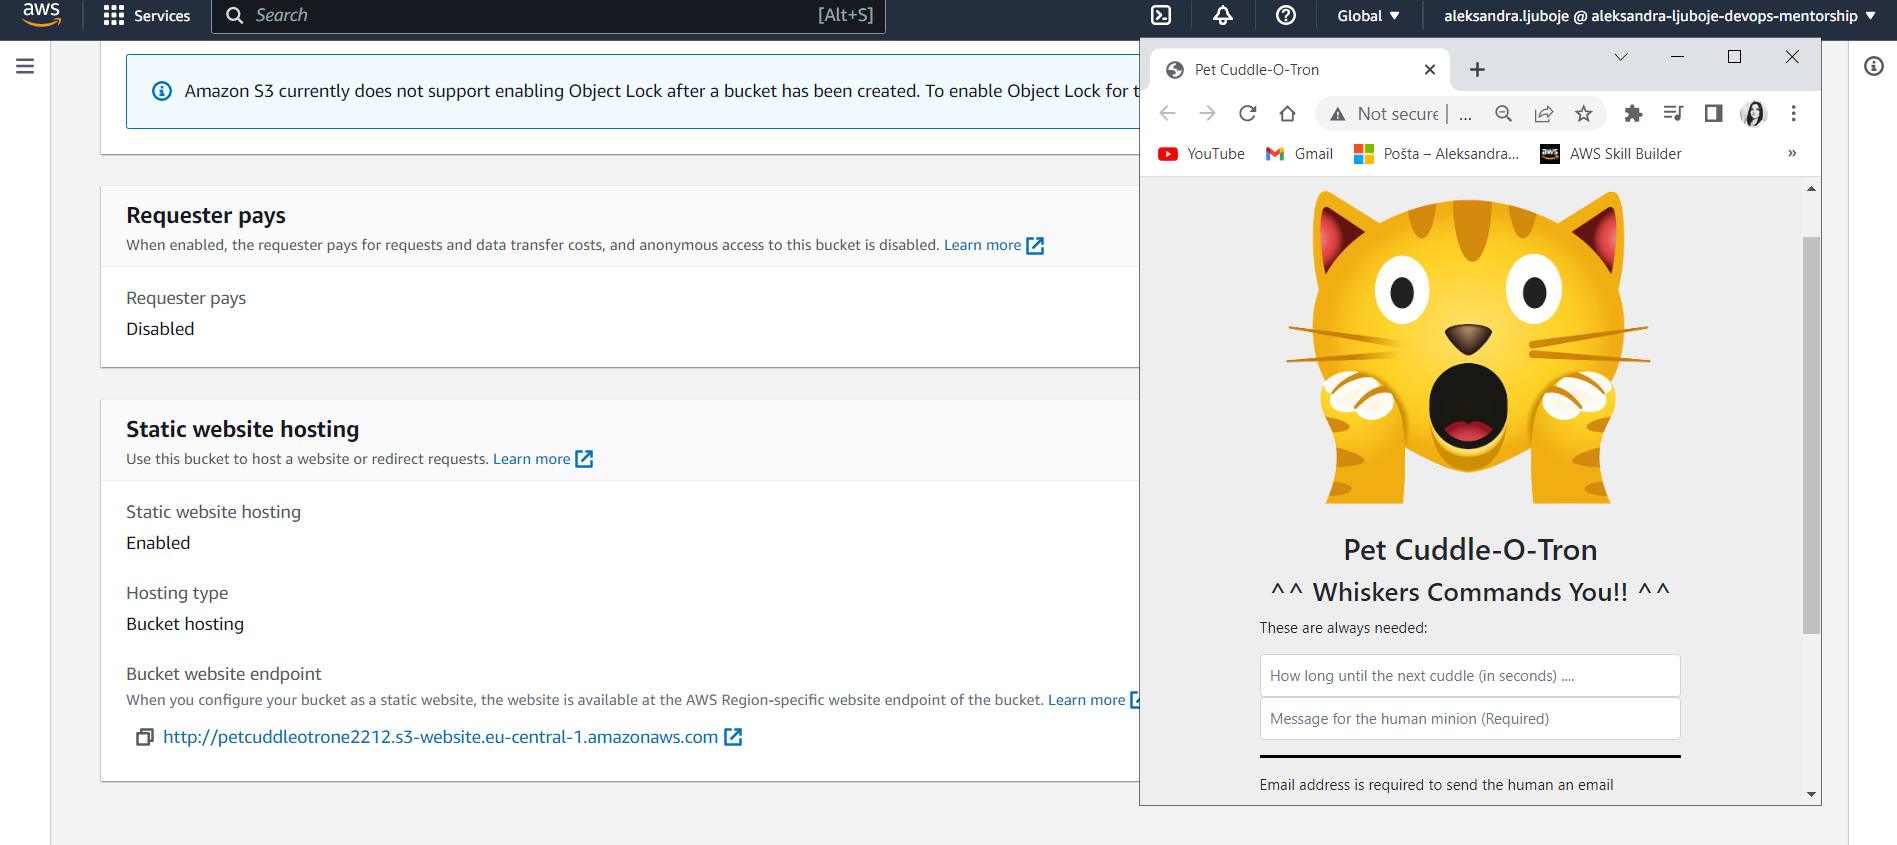 aws
Services
Search
[Alt+S]
Global
aleksandra.ljuboje @ aleksandra-ljuboje-devops-mentorship
Amazon S3 currently does not support enabling Object Lock after a bucket has been created. To enable Object Lock for t
Requester pays
When enabled, the requester pays for requests and data transfer costs, and anonymous access to this bucket is disabled. Learn more
Requester pays
Disabled
Static website hosting
Use this bucket to host a website or redirect requests. Learn more
Static website hosting
Enabled
Hosting type
Bucket hosting
Bucket website endpoint
When you configure your bucket as a static website, the website is available at the AWS Region-specific website endpoint of the bucket. Learn more
http://petcuddleotrone2212.s3-website.eu-central-1.amazonaws.com
Pet Cuddle-O-Tron
Not secure ...
YouTube
Gmail
Pošta – Aleksandra...
aws
AWS Skill Builder
»
Pet Cuddle-O-Tron
^^ Whiskers Commands You!! ^^
These are always needed:
How long until the next cuddle (in seconds) ....
Message for the human minion (Required)
Email address is required to send the human an email